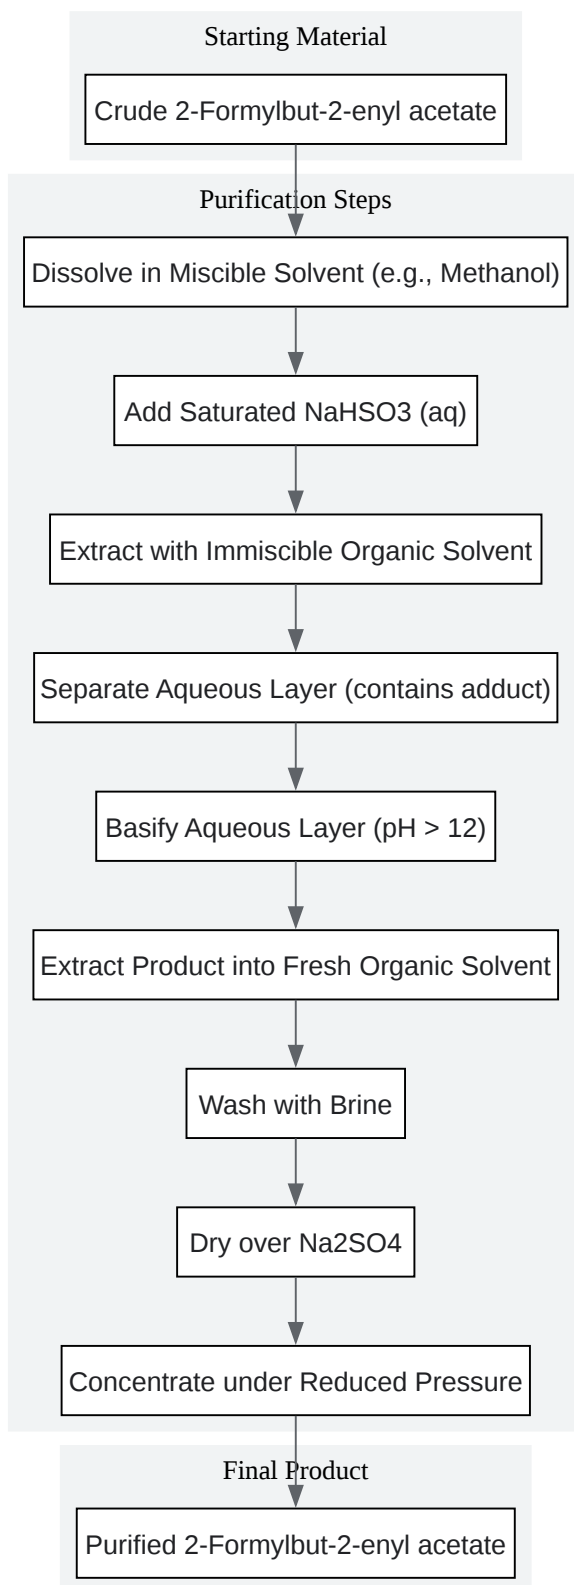 Starting Material
Crude 2-Formylbut-2-enyl acetate
Purification Steps
Dissolve in Miscible Solvent (e.g., Methanol)
Add Saturated NaHSO3 (aq)
Extract with Immiscible Organic Solvent
Separate Aqueous Layer (contains adduct)
Basify Aqueous Layer (pH > 12)
Extract Product into Fresh Organic Solvent
Wash with Brine
Dry over Na2SO4
Concentrate under Reduced Pressure
Final Product
Purified 2-Formylbut-2-enyl acetate